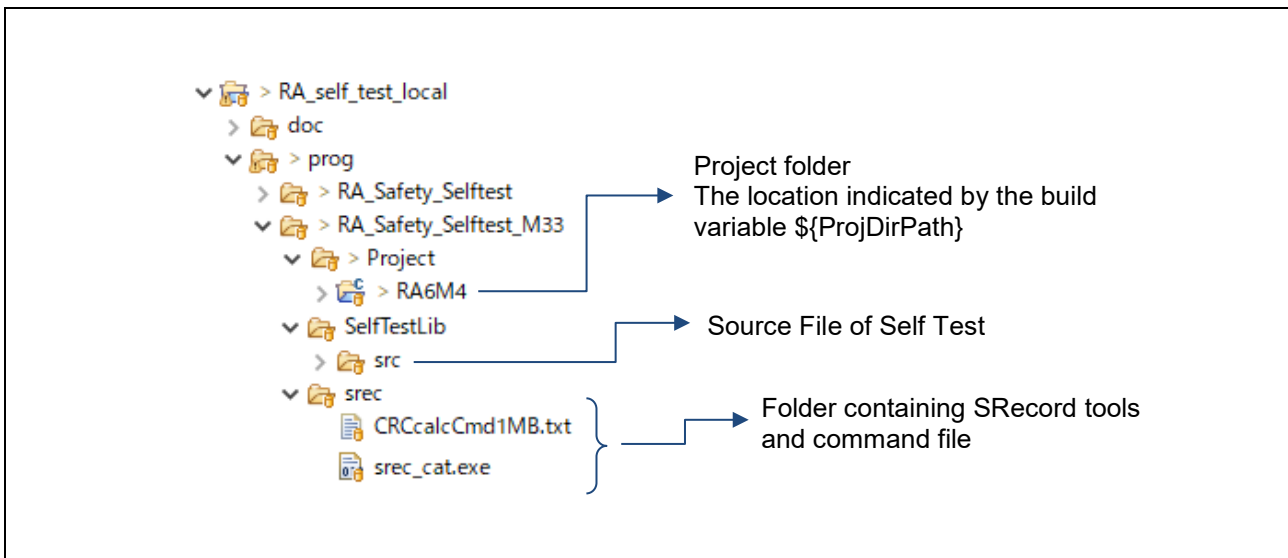 > RA_self_test_local
doc
> prog
> RA_Safety_Selftest
> RA_Safety_Selftest_M33
> Project
> RA6M4
SelfTestLib
src
srec
CRCcalcCmd1MB.txt
srec_cat.exe
Project folder
The location indicated by the build
variable ${ProjDirPath}
Source File of Self Test
Folder containing SRecord tools
and command file